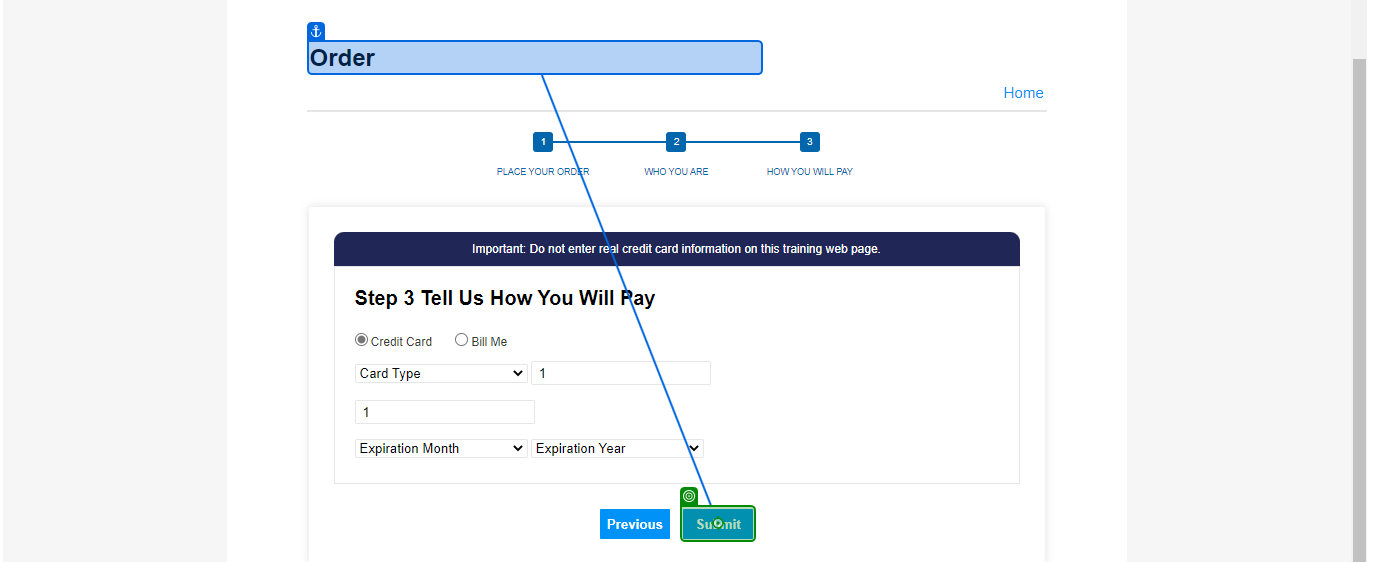 Order
Home
1 2 3
PLACE YOUR ORDER WHO YOU ARE HOW YOU WILL PAY
Important: Do not enter real credit card information on this training web page.
Step 3 Tell Us How You Will Pay
Credit Card Bill Me
Card Type 1
1
Expiration Month Expiration Year
Previous Submit